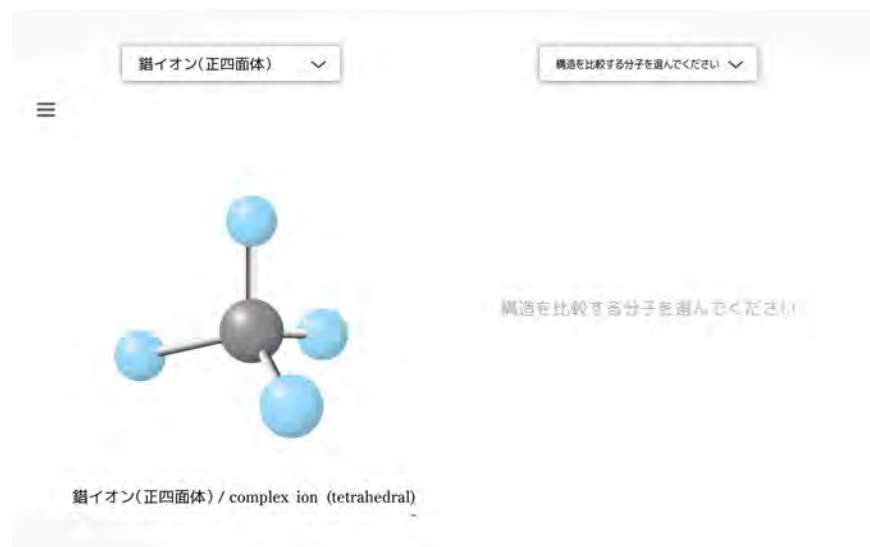 錯イオン(正四面体)
構造を比較する分子を選んでください
構造を比較する分子を選んでください
錯イオン(正四面体) / complex ion (tetrahedral)